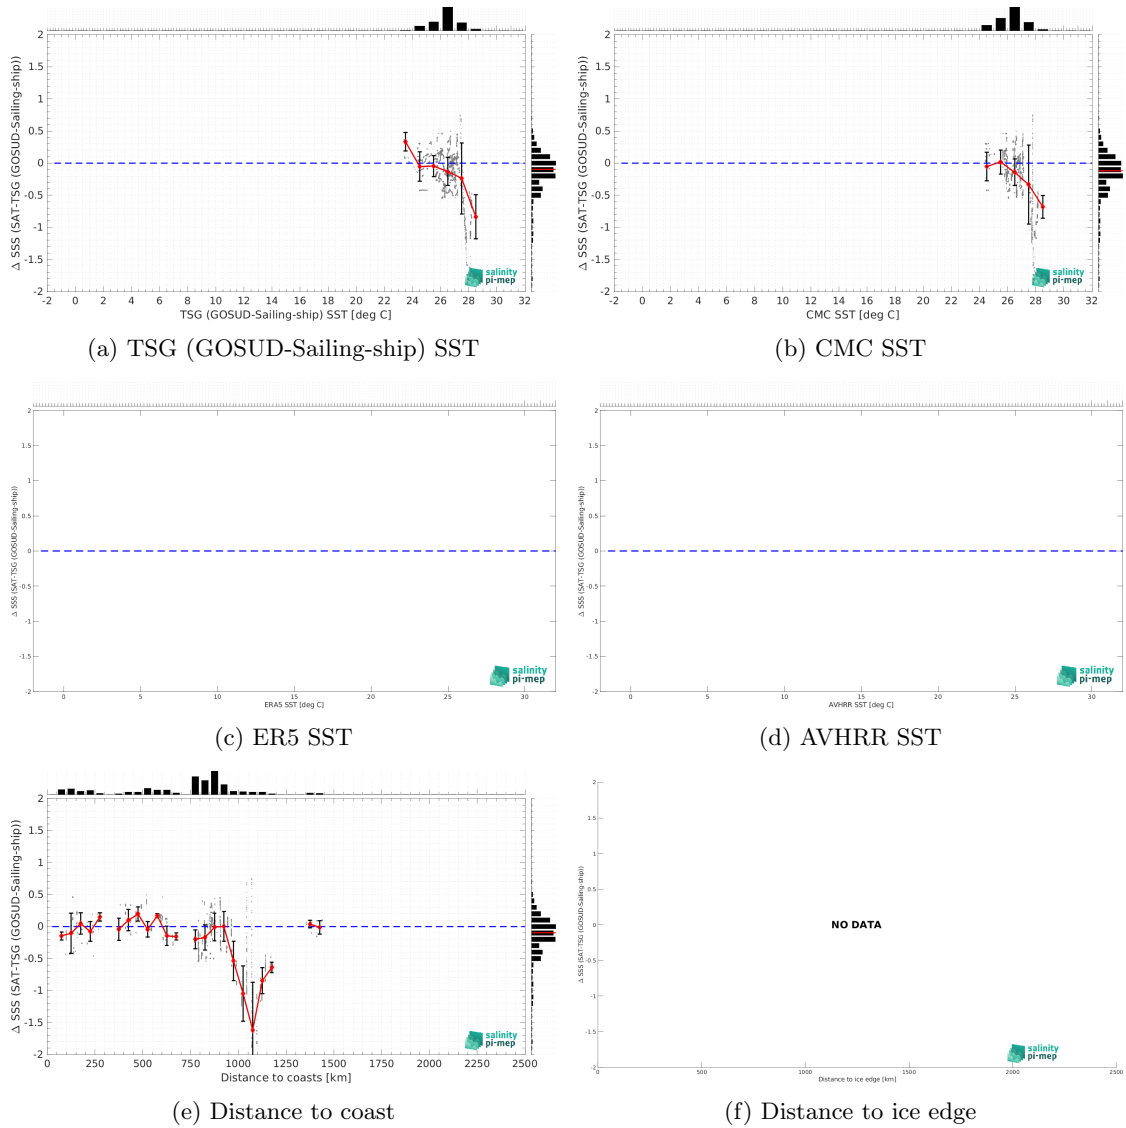 2
1.5
1
0.5
0
-0.5
-1
-1.5
-2
Δ SSS (SAT-TSG (GOSUD-Sailing-ship))
-2 0 2 4 6 8 10 12 14 16 18 20 22 24 26 28 30 32
TSG (GOSUD-Sailing-ship) SST [deg C]
salinity
pi-mep
(a) TSG (GOSUD-Sailing-ship) SST
2
1.5
1
0.5
0
-0.5
-1
-1.5
-2
Δ SSS (SAT-TSG (GOSUD-Sailing-ship))
-2 0 2 4 6 8 10 12 14 16 18 20 22 24 26 28 30 32
CMC SST [deg C]
salinity
pi-mep
(b) CMC SST
2
1.5
1
0.5
0
-0.5
-1
-1.5
-2
Δ SSS (SAT-TSG (GOSUD-Sailing-ship))
0 5 10 15 20 25 30
ERA5 SST [deg C]
salinity
pi-mep
(c) ER5 SST
2
1.5
1
0.5
0
-0.5
-1
-1.5
-2
Δ SSS (SAT-TSG (GOSUD-Sailing-ship))
0 5 10 15 20 25 30
AVHRR SST [deg C]
salinity
pi-mep
(d) AVHRR SST
2
1.5
1
0.5
0
-0.5
-1
-1.5
-2
Δ SSS (SAT-TSG (GOSUD-Sailing-ship))
0 250 500 750 1000 1250 1500 1750 2000 2250 2500
Distance to coasts [km]
salinity
pi-mep
(e) Distance to coast
2
1.5
1
0.5
0
-0.5
-1
-1.5
-2
Δ SSS (SAT-TSG (GOSUD-Sailing-ship))
NO DATA
0 500 1000 1500 2000 2500
Distance to ice edge [km]
salinity
pi-mep
(f) Distance to ice edge